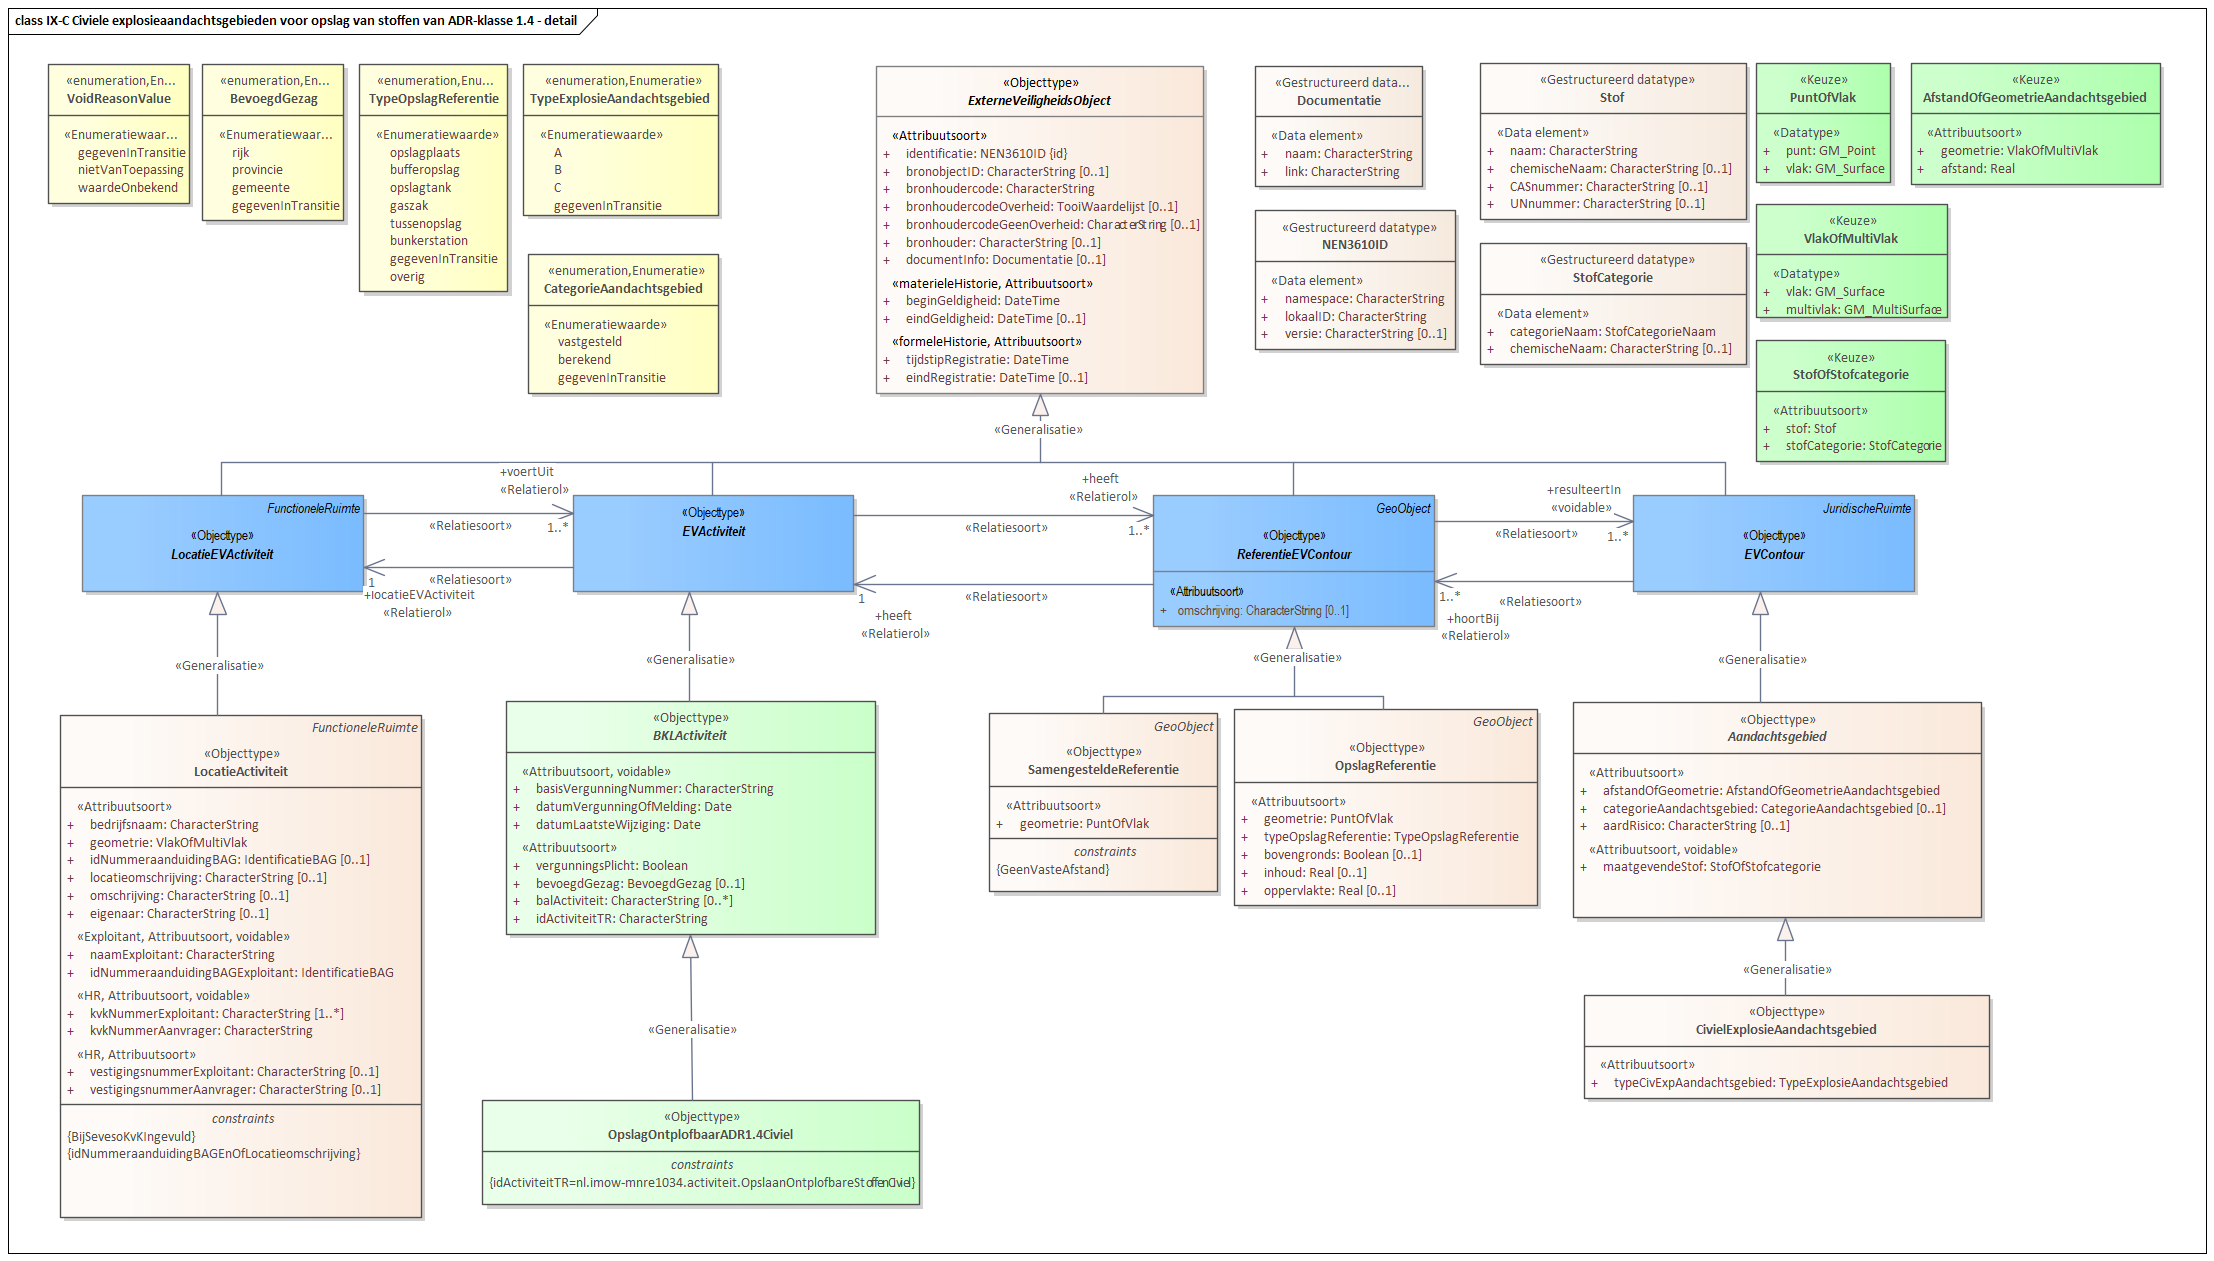 class IX-C Civiele explosieaandachtsgebieden voor opslag van stoffen van ADR-klasse 1.4 - detail
«enumeration,En...
VoidReasonValue
«Enumeratiewaar...
gegevenInTransitie
nietVanToepassing
waardeOnbekend
«enumeration,En...
BevoegdGezag
«Enumeratiewaar...
rijk
provincie
gemeente
gegevenInTransitie
«enumeration,Enu...
TypeOpslagReferentie
«Enumeratiewaarde»
opslagplaats
bufferopslag
opslagtank
gaszak
tussenopslag
bunkerstation
gegevenInTransitie
overig
«enumeration,Enumeratie»
TypeExplosieAandachtsgebied
«Enumeratiewaarde»
A
B
C
gegevenInTransitie
«enumeration,Enumeratie»
CategorieAandachtsgebied
«Enumeratiewaarde»
vastgesteld
berekend
gegevenInTransitie
«Objecttype»
ExterneVeiligheidsObject
«Attribuutsoort»
+ identificatie: NEN3610ID {id}
+ bronobjectID: CharacterString [0..1]
+ bronhoudercode: CharacterString
+ bronhoudercodeOverheid: TooiWaardelijst [0..1]
+ bronhoudercodeGeenOverheid: CharacterString [0..1]
+ bronhouder: CharacterString [0..1]
+ documentInfo: Documentatie [0..1]
«materieleHistorie, Attribuutsoort»
+ beginGeldigheid: DateTime
+ eindGeldigheid: DateTime [0..1]
«formeleHistorie, Attribuutsoort»
+ tijdstipRegistratie: DateTime
+ eindRegistratie: DateTime [0..1]
«Gestructureerd data...
Documentatie
«Data element»
+ naam: CharacterString
+ link: CharacterString
«Gestructureerd datatype»
NEN3610ID
«Data element»
+ namespace: CharacterString
+ lokaalID: CharacterString
+ versie: CharacterString [0..1]
«Gestructureerd datatype»
Stof
«Data element»
+ naam: CharacterString
+ chemischeNaam: CharacterString [0..1]
+ CASnummer: CharacterString [0..1]
+ UNnummer: CharacterString [0..1]
«Gestructureerd datatype»
StofCategorie
«Data element»
+ categorieNaam: StofCategorieNaam
+ chemischeNaam: CharacterString [0..1]
«Keuze»
PuntOfVlak
«Datatype»
+ punt: GM_Point
+ vlak: GM_Surface
«Keuze»
AfstandOfGeometrieAandachtsgebied
«Attribuutsoort»
+ geometrie: VlakOfMultiVlak
+ afstand: Real
«Keuze»
VlakOfMultiVlak
«Datatype»
+ vlak: GM_Surface
+ multivlak: GM_MultiSurface
«Keuze»
StofOfStofcategorie
«Attribuutsoort»
+ stof: Stof
+ stofCategorie: StofCategorie
«Generalisatie»
FunctioneleRuimte
«Objecttype»
LocatieEVActiviteit
+voertUit
«Relatierol»
«Relatiesoort»
1..*
«Relatiesoort»
1
+locatieEVActiviteit
«Relatierol»
«Objecttype»
EVActiviteit
+heeft
«Relatierol»
«Relatiesoort»
1..*
«Relatiesoort»
1
+heeft
«Relatierol»
GeoObject
«Objecttype»
ReferentieEVContour
«Attribuutsoort»
+ omschrijving: CharacterString [0..1]
+resulteertIn
«voidable»
«Relatiesoort»
1..*
«Relatiesoort»
1..*
+hoortBij
«Relatierol»
JuridischeRuimte
«Objecttype»
EVContour
«Generalisatie»
«Generalisatie»
«Generalisatie»
«Generalisatie»
FunctioneleRuimte
«Objecttype»
LocatieActiviteit
«Attribuutsoort»
+ bedrijfsnaam: CharacterString
+ geometrie: VlakOfMultiVlak
+ idNummeraanduidingBAG: IdentificatieBAG [0..1]
+ locatieomschrijving: CharacterString [0..1]
+ omschrijving: CharacterString [0..1]
+ eigenaar: CharacterString [0..1]
«Exploitant, Attribuutsoort, voidable»
+ naamExploitant: CharacterString
+ idNummeraanduidingBAGExploitant: IdentificatieBAG
«HR, Attribuutsoort, voidable»
+ kvkNummerExploitant: CharacterString [1..*]
+ kvkNummerAanvrager: CharacterString
«HR, Attribuutsoort»
+ vestigingsnummerExploitant: CharacterString [0..1]
+ vestigingsnummerAanvrager: CharacterString [0..1]
constraints
{BijSevesoKvKIngevuld}
{idNummeraanduidingBAGEnOfLocatieomschrijving}
«Objecttype»
BKLActiviteit
«Attribuutsoort, voidable»
+ basisVergunningNummer: CharacterString
+ datumVergunningOfMelding: Date
+ datumLaatsteWijziging: Date
«Attribuutsoort»
+ vergunningsPlicht: Boolean
+ bevoegdGezag: BevoegdGezag [0..1]
+ balActiviteit: CharacterString [0..*]
+ idActiviteitTR: CharacterString
«Generalisatie»
«Objecttype»
OpslagOntplofbaarADR1.4Civiel
constraints
{idActiviteitTR=nl.imow-mnre1034.activiteit.OpslaanOntplofbareStoffenCiviel}
GeoObject
«Objecttype»
SamengesteldeReferentie
«Attribuutsoort»
+ geometrie: PuntOfVlak
constraints
{GeenVasteAfstand}
GeoObject
«Objecttype»
OpslagReferentie
«Attribuutsoort»
+ geometrie: PuntOfVlak
+ typeOpslagReferentie: TypeOpslagReferentie
+ bovengronds: Boolean [0..1]
+ inhoud: Real [0..1]
+ oppervlakte: Real [0..1]
«Objecttype»
Aandachtsgebied
«Attribuutsoort»
+ afstandOfGeometrie: AfstandOfGeometrieAandachtsgebied
+ categorieAandachtsgebied: CategorieAandachtsgebied [0..1]
+ aardRisico: CharacterString [0..1]
«Attribuutsoort, voidable»
+ maatgevendeStof: StofOfStofcategorie
«Generalisatie»
«Objecttype»
CivielExplosieAandachtsgebied
«Attribuutsoort»
+ typeCivExpAandachtsgebied: TypeExplosieAandachtsgebied